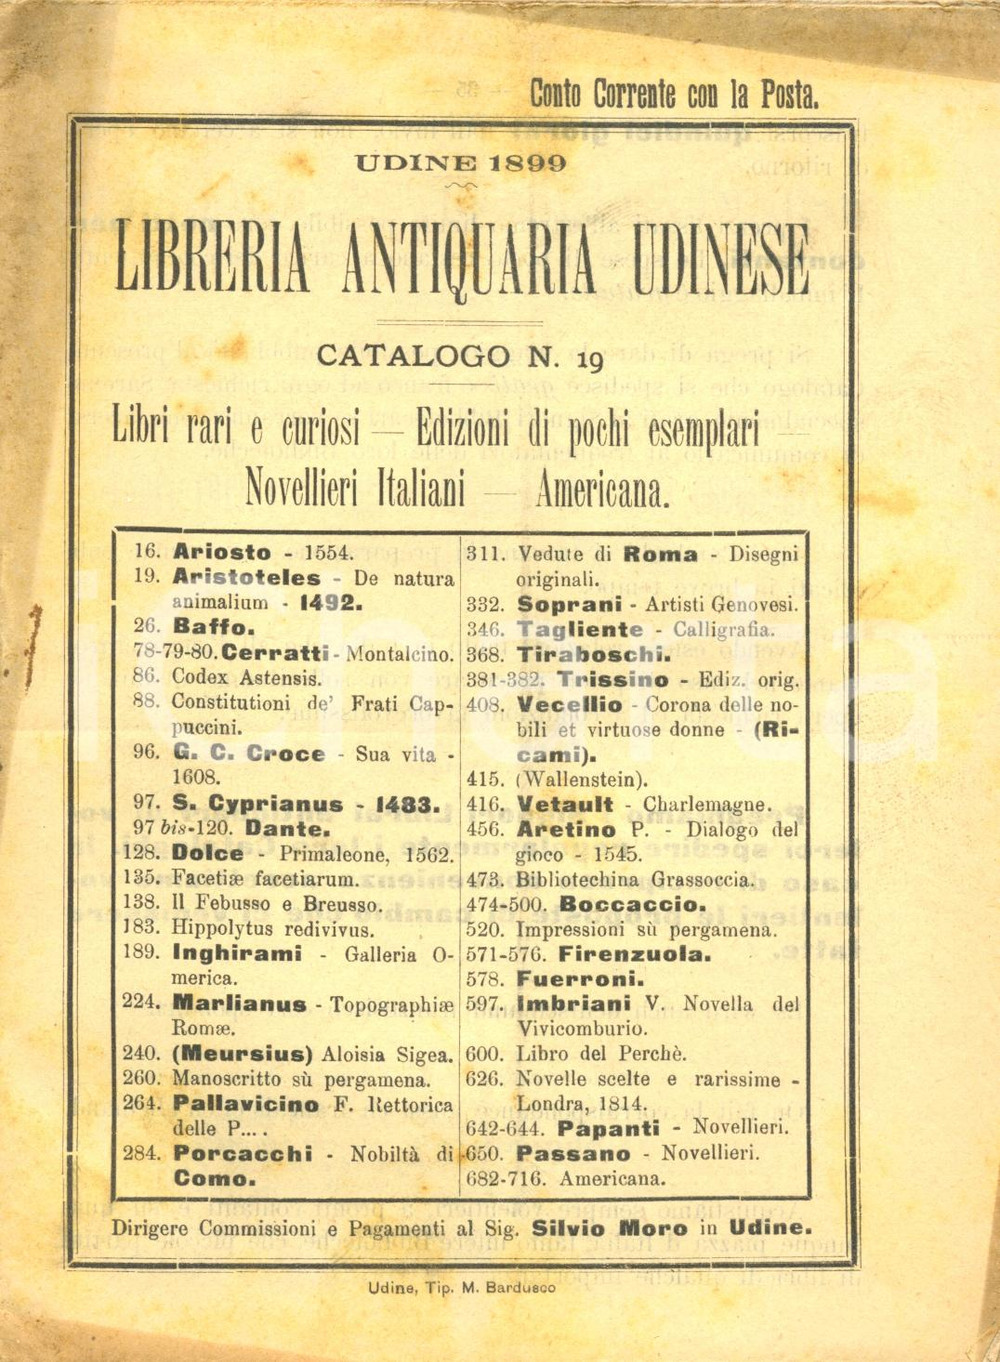 Conto Corrente con la Posta.
UDINE 1899
LIBRERIA ANTIQUARIA UDINESE
CATALOGO N. 19
Libri rari e curiosi — Edizioni di pochi esemplari —
Novellieri Italiani — Americana.
16. Ariosto - 1554.
19. Aristoteles - De natura
animalium - 1492.
26. Baffo.
78-79-80. Cerratti - Montalcino.
86. Codex Astensis.
88. Constitutioni de' Frati Cap-
puccini.
96. G. C. Croce - Sua vita -
1608.
97. S. Cyprianus - 1483.
97 bis-120. Dante.
128. Dolce - Primaleone, 1562.
135. Facetiæ facetiarum.
138. Il Febusso e Breusso.
183. Hippolytus redivivus.
189. Inghirami - Galleria O-
merica.
224. Marlianus - Topographiæ
Romæ.
240. (Meursius) Aloisia Sigea.
260. Manoscritto sù pergamena.
264. Pallavicino F. Rettorica
delle P... .
284. Porcacchi - Nobiltà di
Como.
311. Vedute di Roma - Disegni
originali.
332. Soprani - Artisti Genovesi.
346. Tagliente - Calligrafia.
368. Tiraboschi.
381-382. Trissino - Ediz. orig.
408. Vecellio - Corona delle no-
bili et virtuose donne - (Ri-
cami).
415. (Wallenstein).
416. Vetault - Charlemagne.
456. Aretino P. - Dialogo del
gioco - 1545.
473. Bibliotechina Grassoccia.
474-500. Boccaccio.
520. Impressioni sù pergamena.
571-576. Firenzuola.
578. Fuerroni.
597. Imbriani V. Novella del
Vivicomburio.
600. Libro del Perchè.
626. Novelle scelte e rarissime -
Londra, 1814.
642-644. Papanti - Novellieri.
650. Passano - Novellieri.
682-716. Americana.
Dirigere Commissioni e Pagamenti al Sig. Silvio Moro in Udine.
Udine, Tip. M. Bardusco